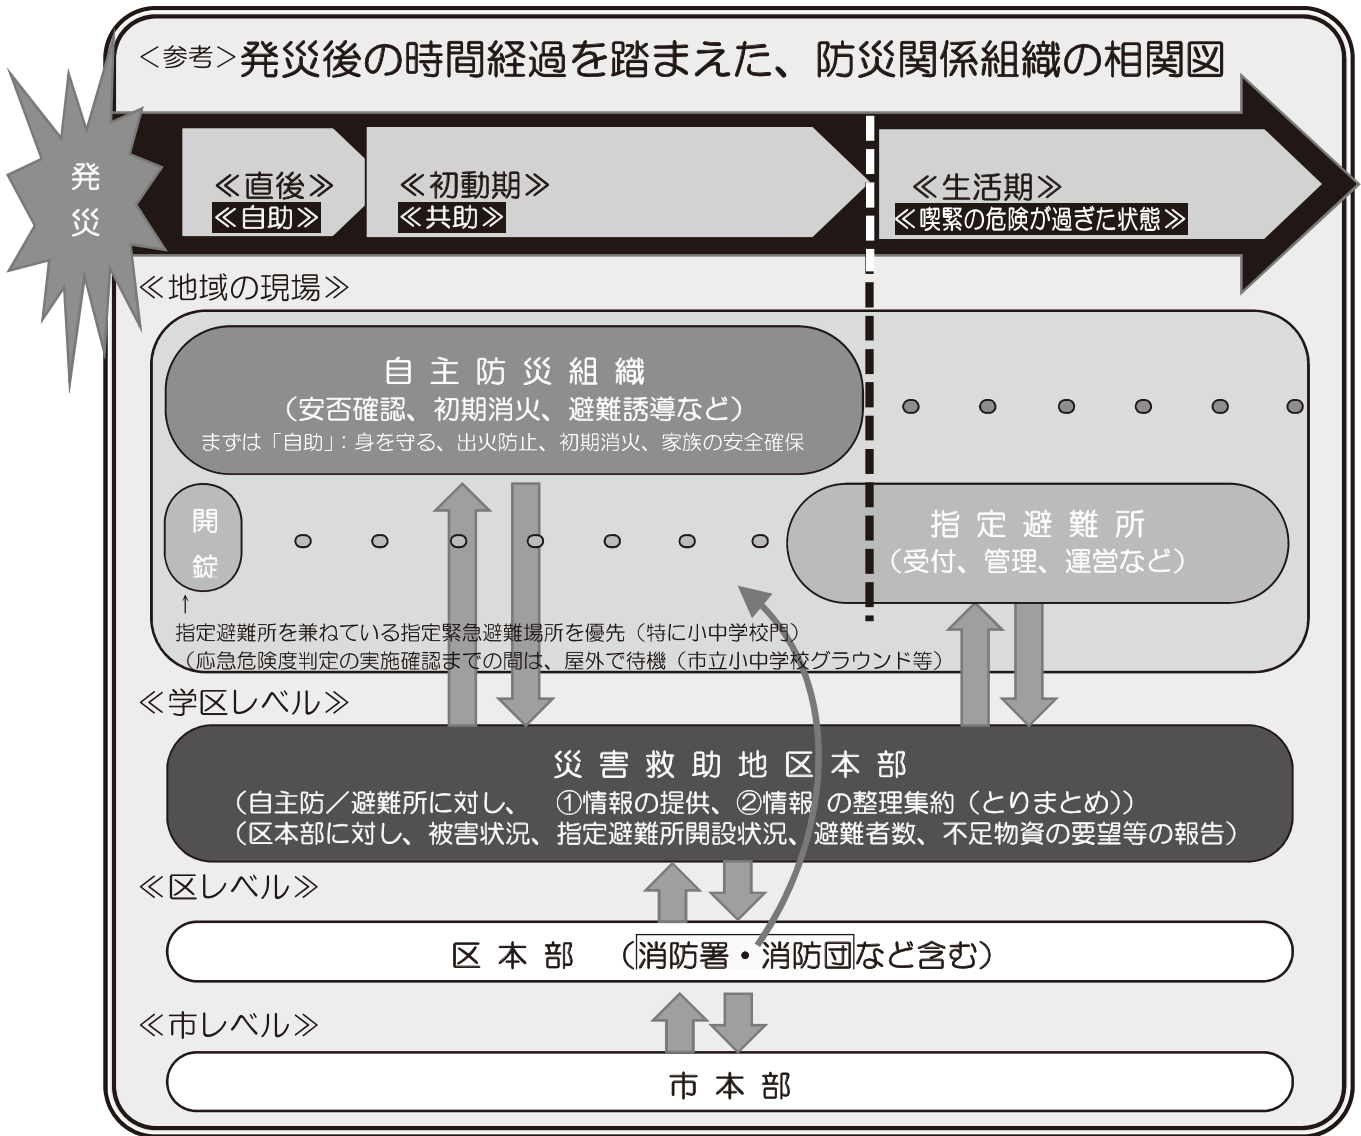 ＜参考＞発災後の時間経過を踏まえた、防災関係組織の相関図
発
災
≪直後≫
≪自助≫
≪初動期≫
≪共助≫
≪生活期≫
≪喫緊の危険が過ぎた状態≫
≪地域の現場≫
自主防災組織
（安否確認、初期消火、避難誘導など）
まずは「自助」：身を守る、出火防止、初期消火、家族の安全確保
開
錠
指定避難所
（受付、管理、運営など）
↑
指定避難所を兼ねている指定緊急避難場所を優先（特に小中学校門）
（応急危険度判定の実施確認までの間は、屋外で待機（市立小中学校グラウンド等）
≪学区レベル≫
災害救助地区本部
（自主防／避難所に対し、　①情報の提供、②情報 の整理集約（とりまとめ））
（区本部に対し、被害状況、指定避難所開設状況、避難者数、不足物資の要望等の報告）
≪区レベル≫
区本部　（消防署・消防団など含む）
≪市レベル≫
市本部